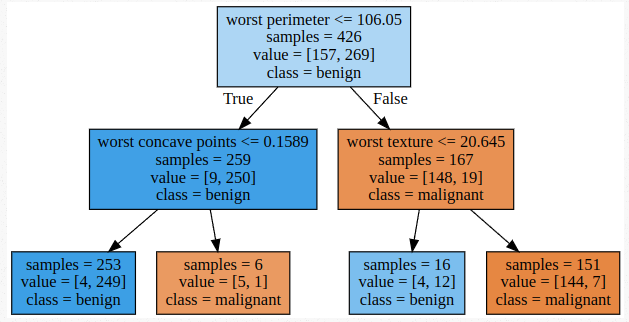 worst perimeter <= 106.05
samples = 426
value = [157, 269]
class = benign
True
False
worst concave points <= 0.1589
samples = 259
value = [9, 250]
class = benign
worst texture <= 20.645
samples = 167
value = [148, 19]
class = malignant
samples = 253
value = [4, 249]
class = benign
samples = 6
value = [5, 1]
class = malignant
samples = 16
value = [4, 12]
class = benign
samples = 151
value = [144, 7]
class = malignant